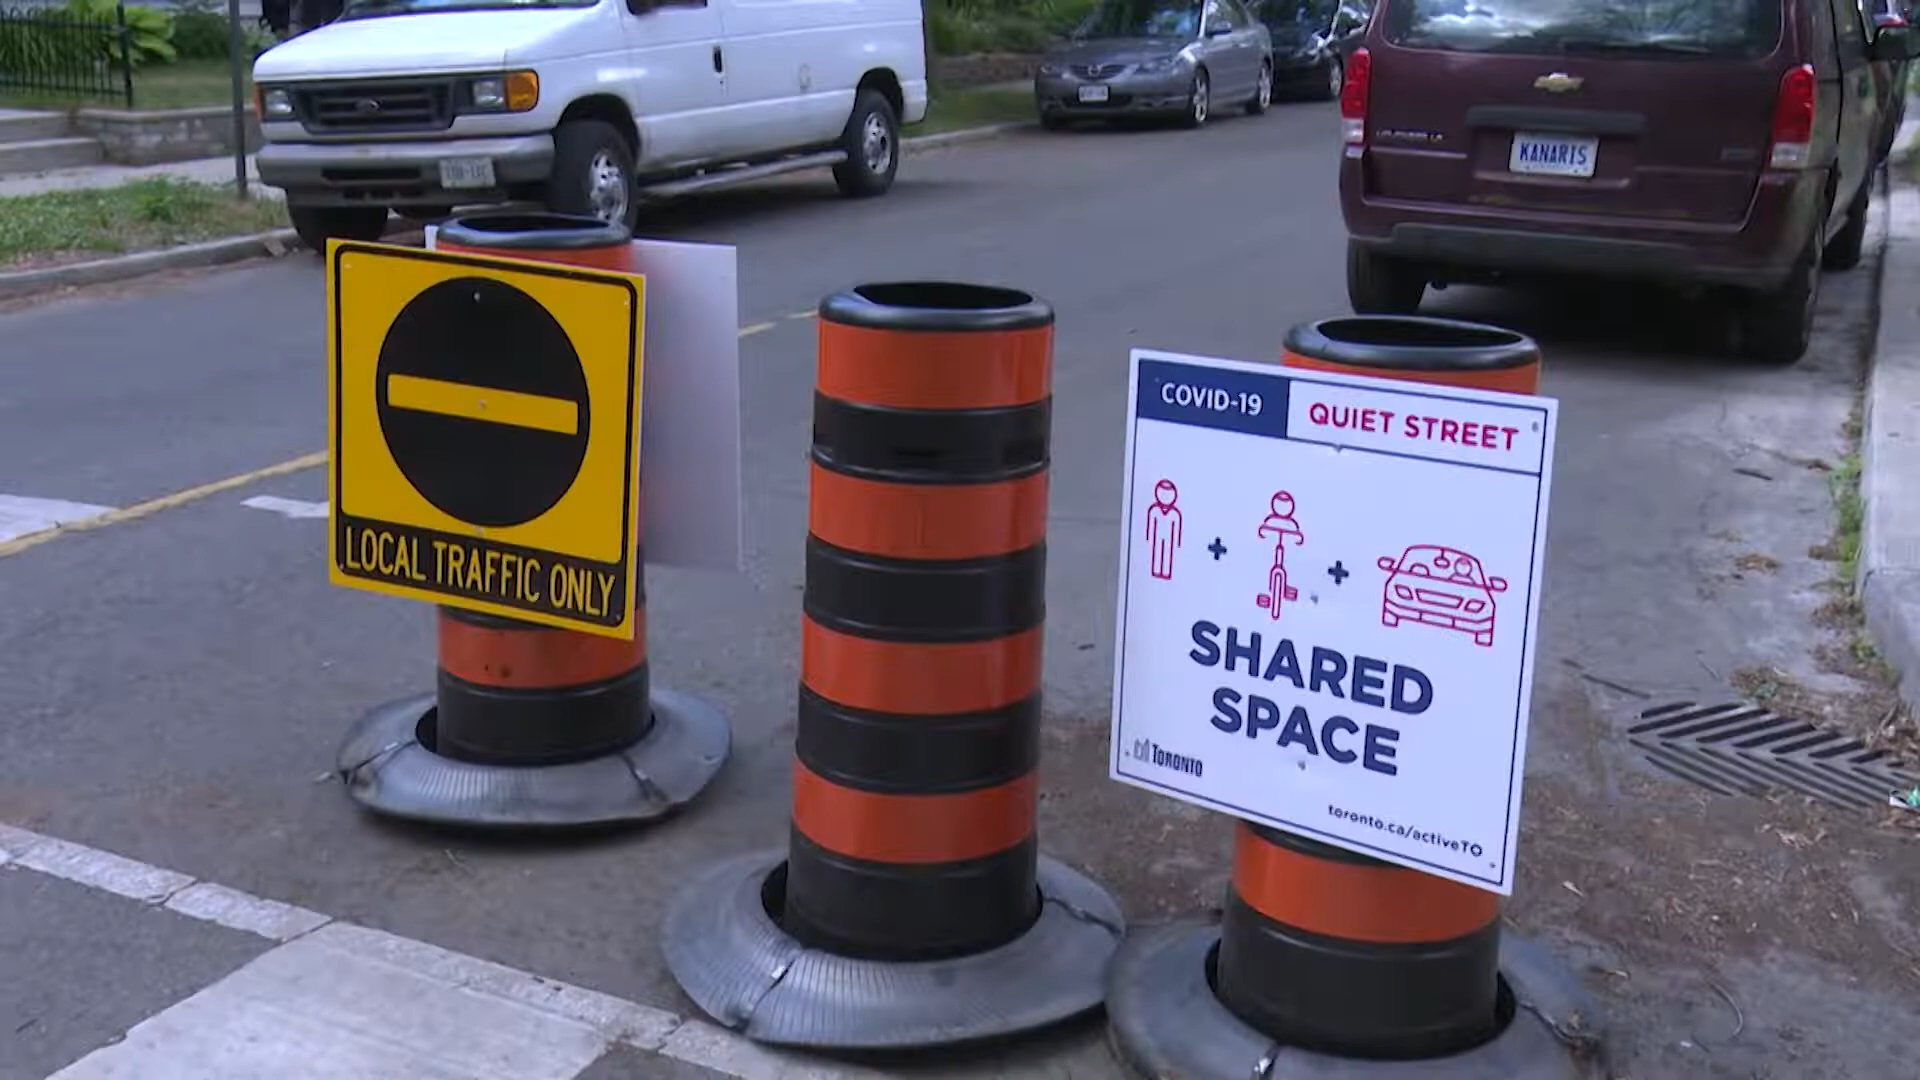 KANARIS
LOCAL TRAFFIC ONLY
COVID-19
QUIET STREET
+ +
SHARED
SPACE
TORONTO
toronto.ca/activeTO